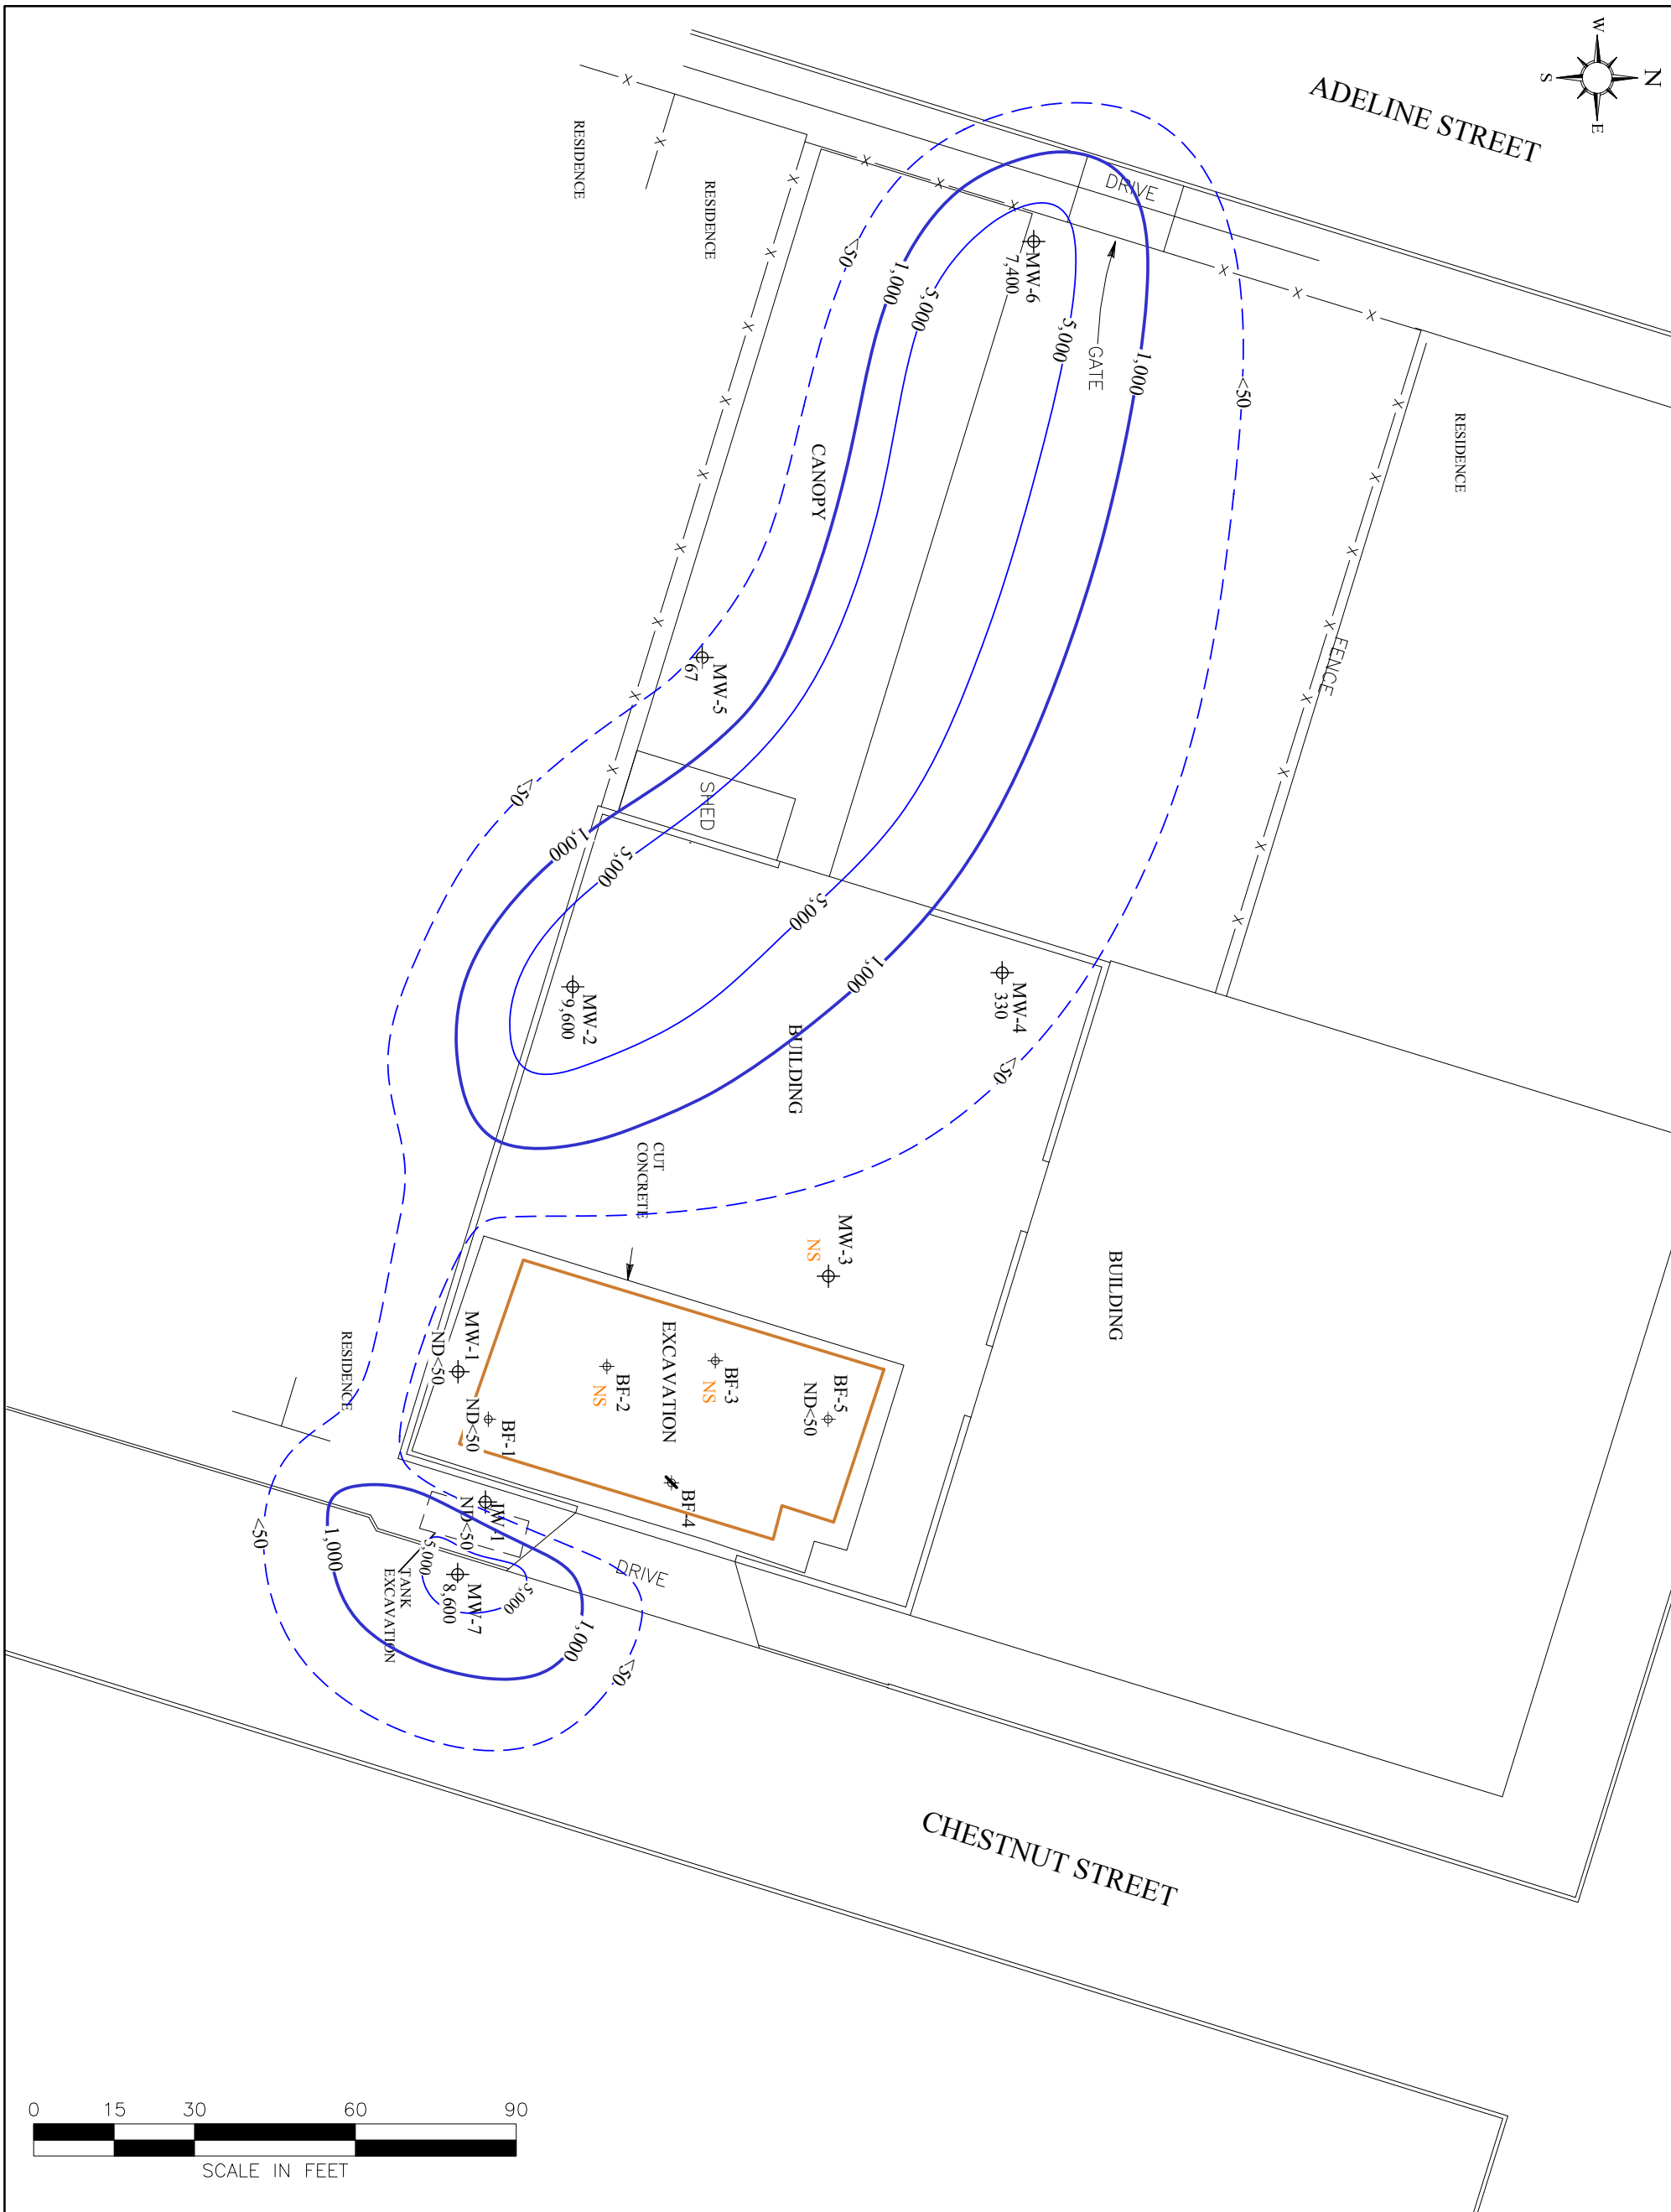 W
N
S
E
ADELINE STREET
RESIDENCE
RESIDENCE
DRIVE
<50
1,000
5,000
MW-6
7,400
5,000
GATE
1,000
<50
RESIDENCE
CANOPY
FENCE
MW-5
67
<50
SHED
1,000
5,000
5,000
1,000
MW-2
9,600
MW-4
330
BUILDING
<50
CUT
CONCRETE
MW-3
NS
BUILDING
RESIDENCE
MW-1
ND<50
EXCAVATION
BF-2
NS
BF-3
NS
BF-5
ND<50
BF-1
ND<50
BF-4
IW-1
ND<50
<50
1,000
5,000
MW-7
8,600
5,000
DRIVE
TANK
EXCAVATION
1,000
<50
CHESTNUT STREET
0 15 30 60 90
SCALE IN FEET